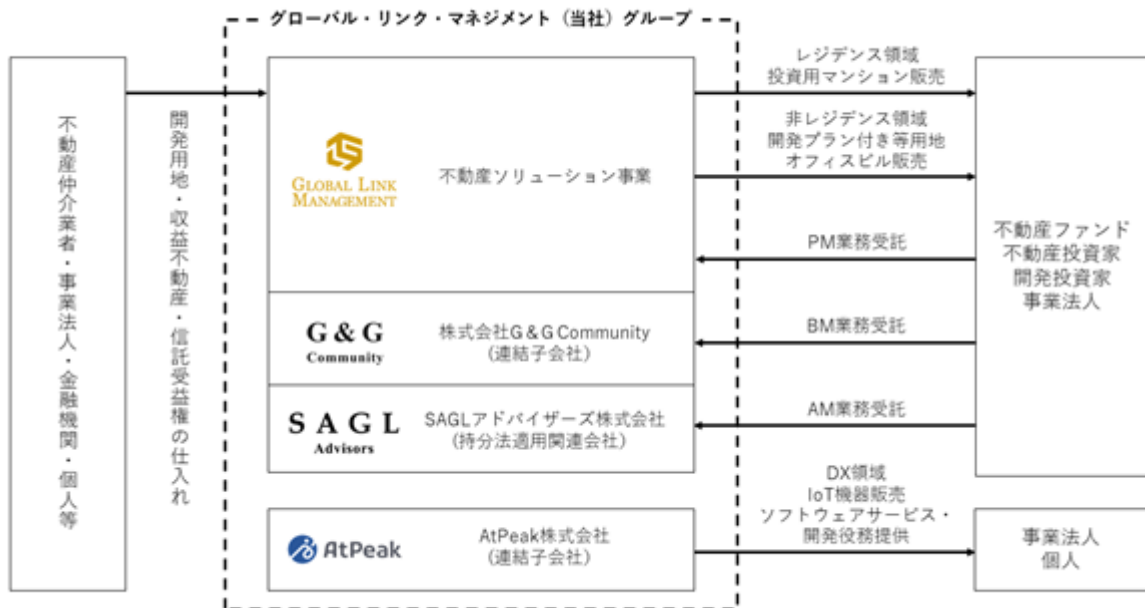 グローバル・リンク・マネジメント（当社）グループ
不動産仲介業者・事業法人・金融機関・個人等
開発用地・収益不動産・信託受益権の仕入れ
GLOBAL LINK
MANAGEMENT
不動産ソリューション事業
G & G
Community
株式会社G＆G Community
(連結子会社)
SAGL
Advisors
SAGLアドバイザーズ株式会社
(持分法適用関連会社)
AtPeak
AtPeak株式会社
(連結子会社)
レジデンス領域
投資用マンション販売
非レジデンス領域
開発プラン付き等用地
オフィスビル販売
PM業務受託
BM業務受託
AM業務受託
DX領域
IoT機器販売
ソフトウェアサービス・
開発役務提供
不動産ファンド
不動産投資家
開発投資家
事業法人
事業法人
個人